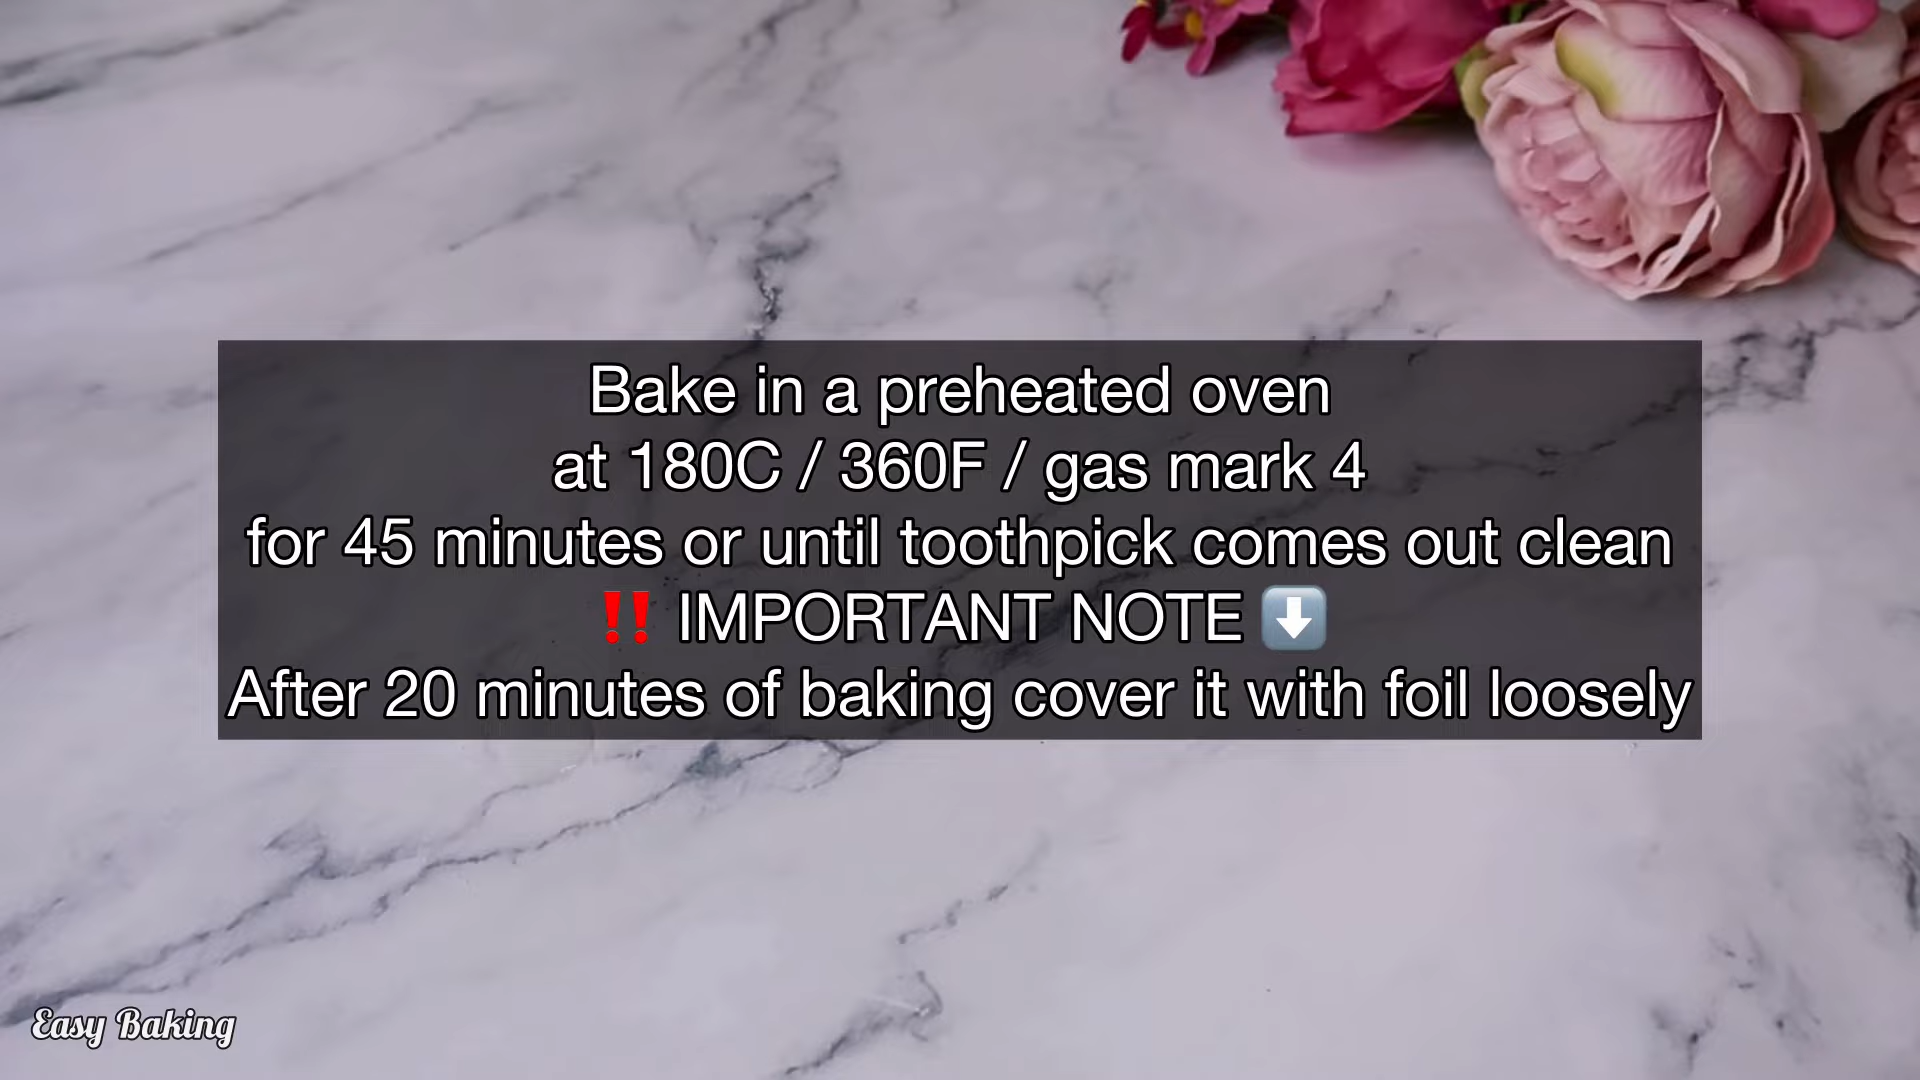 Bake in a preheated oven
at 180C / 360F / gas mark 4
for 45 minutes or until toothpick comes out clean
‼️ IMPORTANT NOTE ⬇️
After 20 minutes of baking cover it with foil loosely
Easy Baking